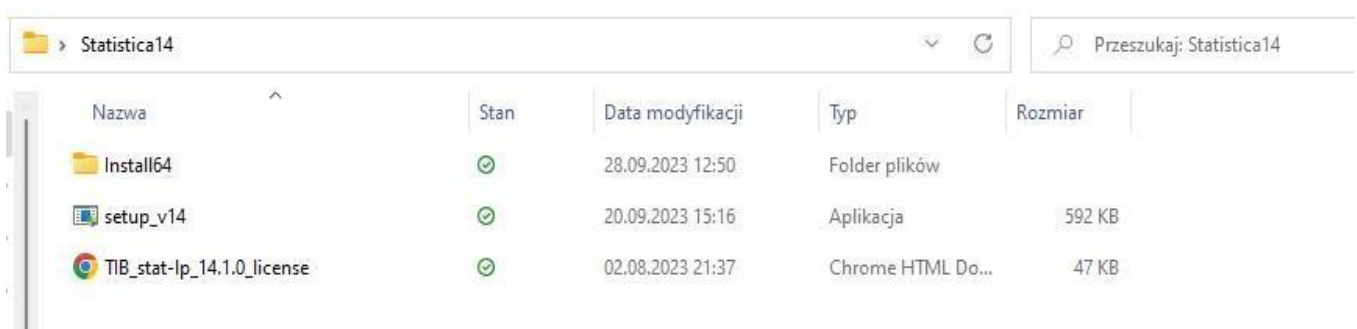 Statistica14 Przeszukaj: Statistica14
Nazwa Stan Data modyfikacji Typ Rozmiar
Install64 28.09.2023 12:50 Folder plików
setup_v14 20.09.2023 15:16 Aplikacja 592 KB
TIB_stat-lp_14.1.0_license 02.08.2023 21:37 Chrome HTML Do... 47 KB